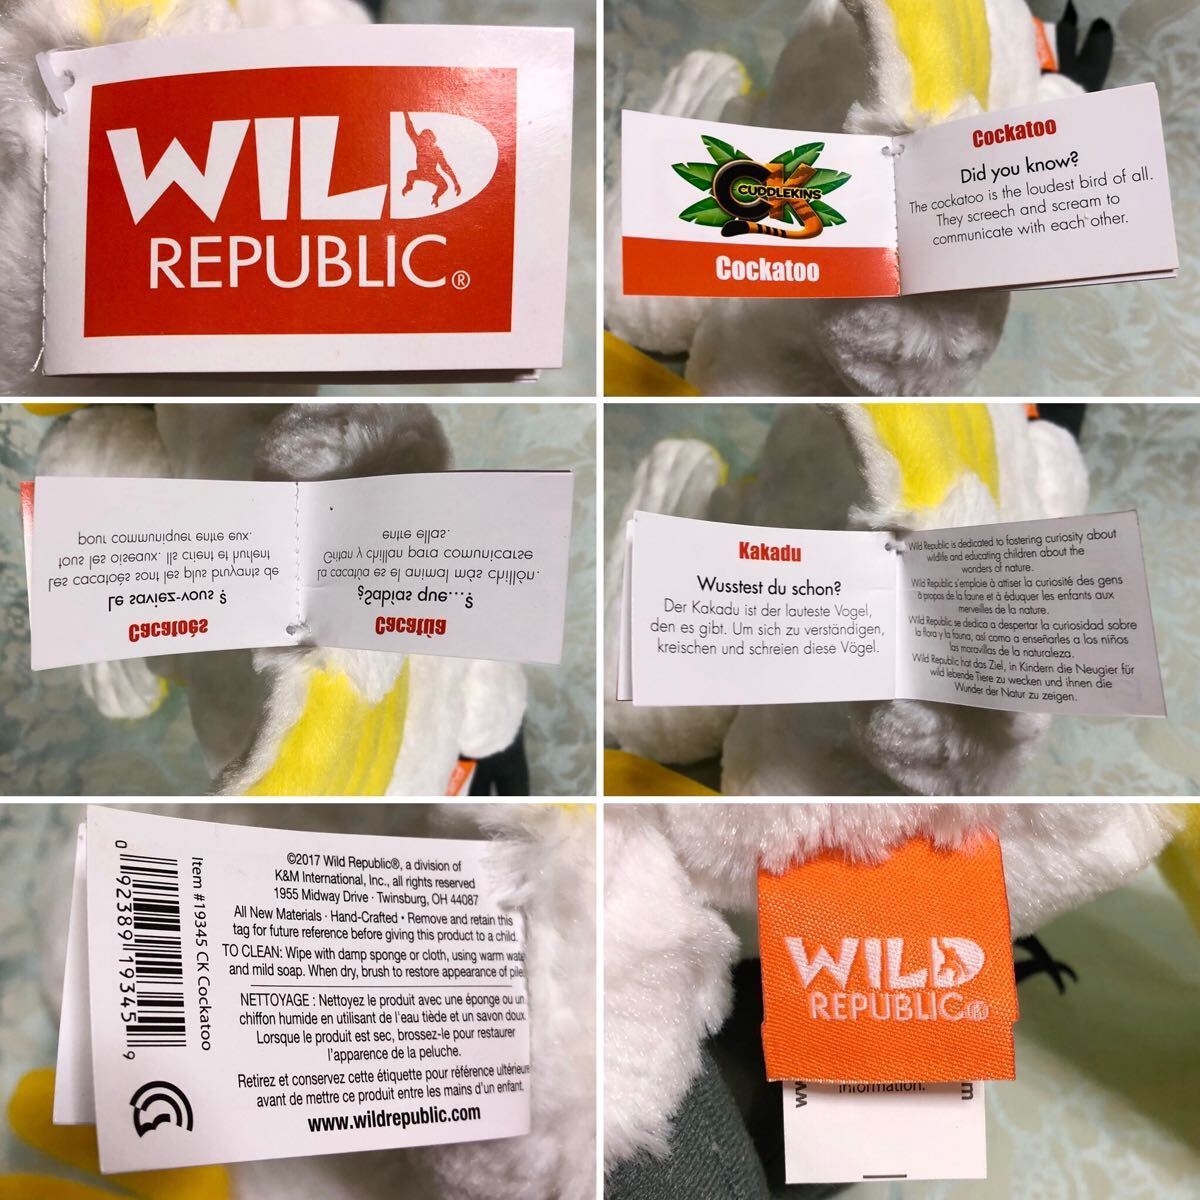 WILD
REPUBLIC®
CK
CUDDLEKINS
Cockatoo
Cockatoo
Did you know?
The cockatoo is the loudest bird of all.
They screech and scream to
communicate with each other.
Cacatoés
Le saviez-vous ?
Les cacatoés sont les plus bruyants de
tous les oiseaux. Ils crient et hurlent
pour communiquer entre eux.
Cacatúa
¿Sabías que...?
La cacatúa es el animal más chillón.
Gritan y chillan para comunicarse
entre ellas.
Kakadu
Wusstest du schon?
Der Kakadu ist der lauteste Vogel,
den es gibt. Um sich zu verständigen,
kreischen und schreien diese Vögel.
Wild Republic is dedicated to fostering curiosity about
wildlife and educating children about the
wonders of nature.
Wild Republic s'emploie à attiser la curiosité des gens
à propos de la faune et à éduquer les enfants aux
merveilles de la nature.
Wild Republic se dedica a despertar la curiosidad sobre
la flora y la fauna, así como a enseñarles a los niños
las maravillas de la naturaleza.
Wild Republic hat das Ziel, in Kindern die Neugier für
wild lebende Tiere zu wecken und ihnen die
Wunder der Natur zu zeigen.
0 92389 19345 9
Item #19345 CK Cockatoo
©2017 Wild Republic®, a division of
K&M International, Inc., all rights reserved
1955 Midway Drive · Twinsburg, OH 44087
All New Materials · Hand-Crafted · Remove and retain this
tag for future reference before giving this product to a child.
TO CLEAN: Wipe with damp sponge or cloth, using warm
and mild soap. When dry, brush to restore appearance of
NETTOYAGE : Nettoyez le produit avec une éponge ou un
chiffon humide en utilisant de l'eau tiède et un savon doux.
Lorsque le produit est sec, brossez-le pour restaurer
l'apparence de la peluche.
Retirez et conservez cette étiquette pour référence ultérieure
avant de mettre ce produit entre les mains d'un enfant.
www.wildrepublic.com
WILD
REPUBLIC®
information.